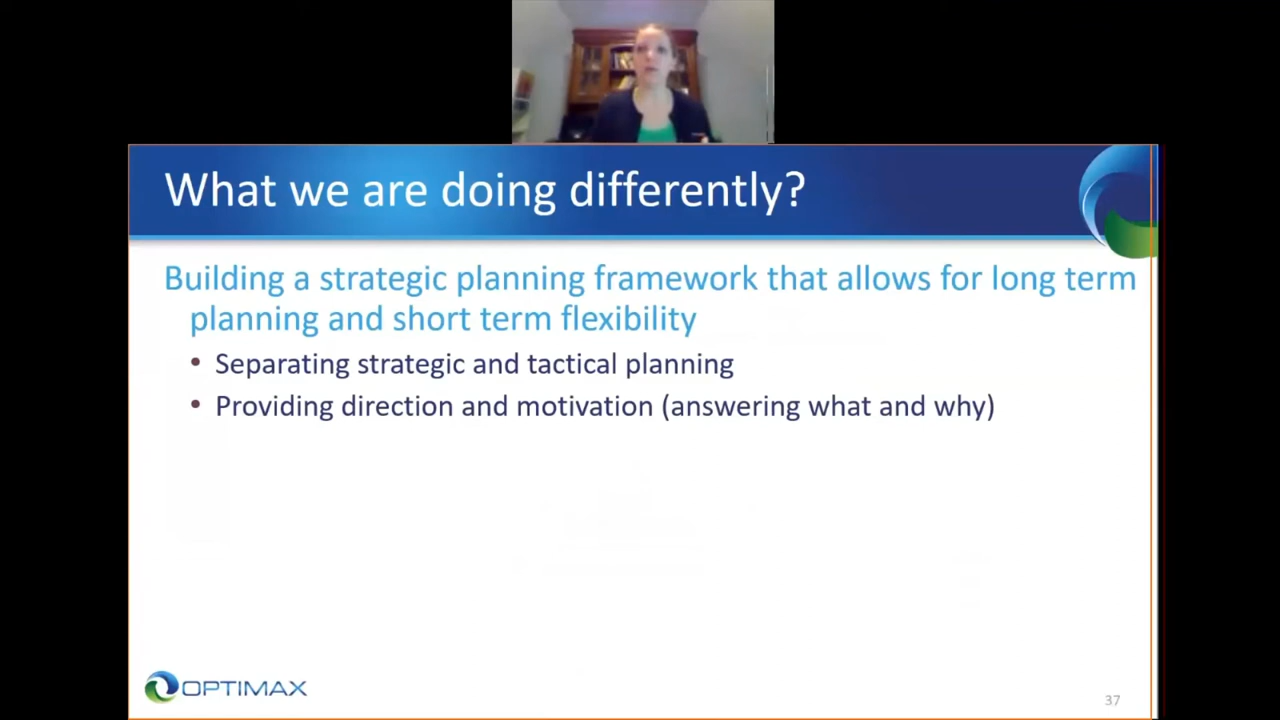 What we are doing differently?
Building a strategic planning framework that allows for long term
planning and short term flexibility
• Separating strategic and tactical planning
• Providing direction and motivation (answering what and why)
OPTIMAX
37